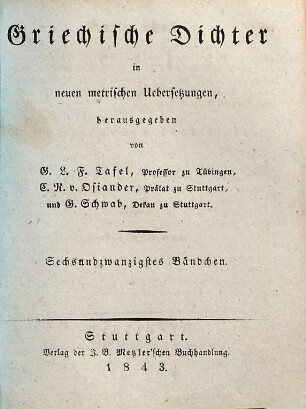 Griechische Dichter
in
neuen metrischen Uebersetzungen,
herausgegeben
von
G. L. F. Tafel, Professor zu Tübingen,
C. N. v. Osiander, Prälat zu Stuttgart,
und G. Schwab, Dekan zu Stuttgart.
Sechsundzwanzigstes Bändchen.
Stuttgart.
Verlag der J. B. Metzler'schen Buchhandlung.
1843.